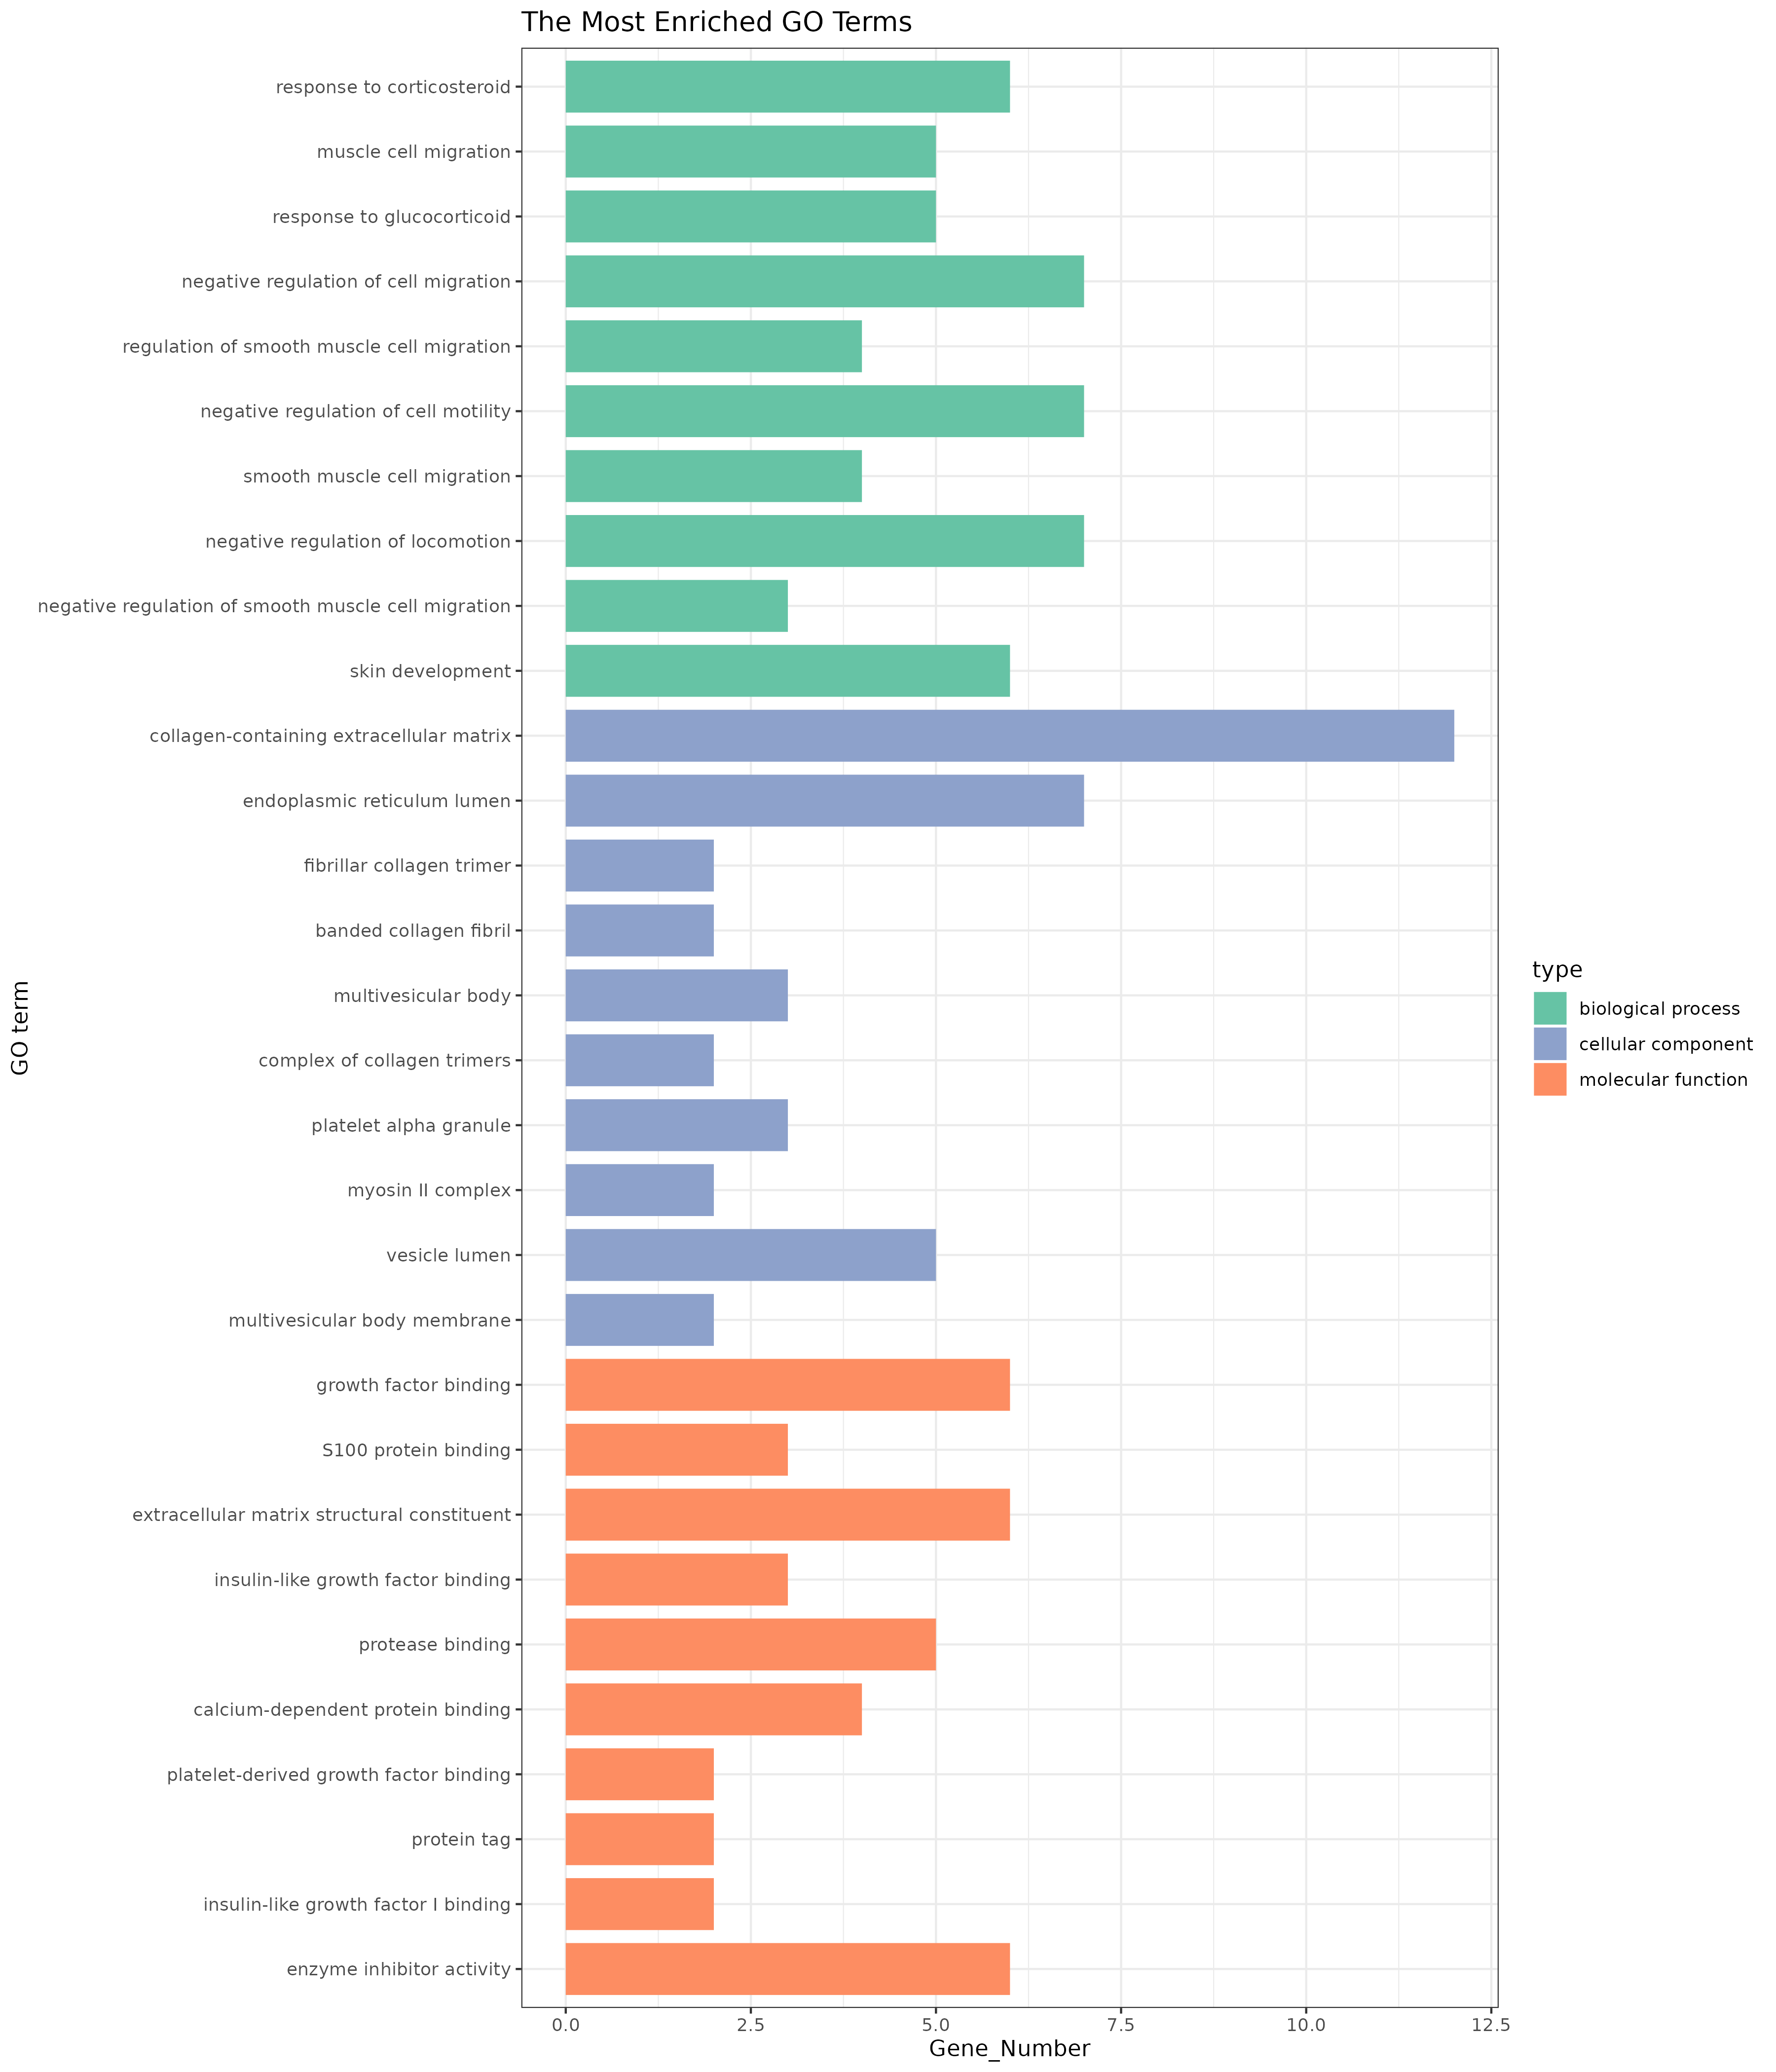 The Most Enriched GO Terms
response to corticosteroid
muscle cell migration
response to glucocorticoid
negative regulation of cell migration
regulation of smooth muscle cell migration
negative regulation of cell motility
smooth muscle cell migration
negative regulation of locomotion
negative regulation of smooth muscle cell migration
skin development
collagen-containing extracellular matrix
endoplasmic reticulum lumen
fibrillar collagen trimer
banded collagen fibril
multivesicular body
complex of collagen trimers
platelet alpha granule
myosin II complex
vesicle lumen
multivesicular body membrane
growth factor binding
S100 protein binding
extracellular matrix structural constituent
insulin-like growth factor binding
protease binding
calcium-dependent protein binding
platelet-derived growth factor binding
protein tag
insulin-like growth factor I binding
enzyme inhibitor activity
GO term
0.0 2.5 5.0 7.5 10.0 12.5
Gene_Number
type
biological process
cellular component
molecular function